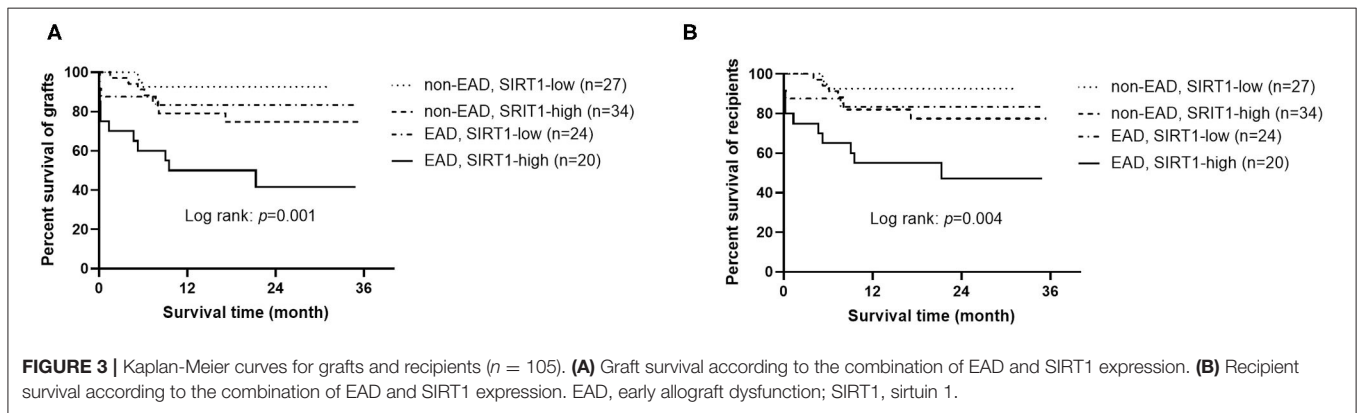 A
100
80
60
40
20
0
0 12 24 36
Percent survival of grafts
Survival time (month)
Log rank: p=0.001
non-EAD, SIRT1-low (n=27)
non-EAD, SRIT1-high (n=34)
EAD, SIRT1-low (n=24)
EAD, SIRT1-high (n=20)
B
100
80
60
40
20
0
0 12 24 36
Percent survival of recipients
Survival time (month)
Log rank: p=0.004
non-EAD, SIRT1-low (n=27)
non-EAD, SRIT1-high (n=34)
EAD, SIRT1-low (n=24)
EAD, SIRT1-high (n=20)
FIGURE 3 | Kaplan-Meier curves for grafts and recipients (n = 105). (A) Graft survival according to the combination of EAD and SIRT1 expression. (B) Recipient
survival according to the combination of EAD and SIRT1 expression. EAD, early allograft dysfunction; SIRT1, sirtuin 1.